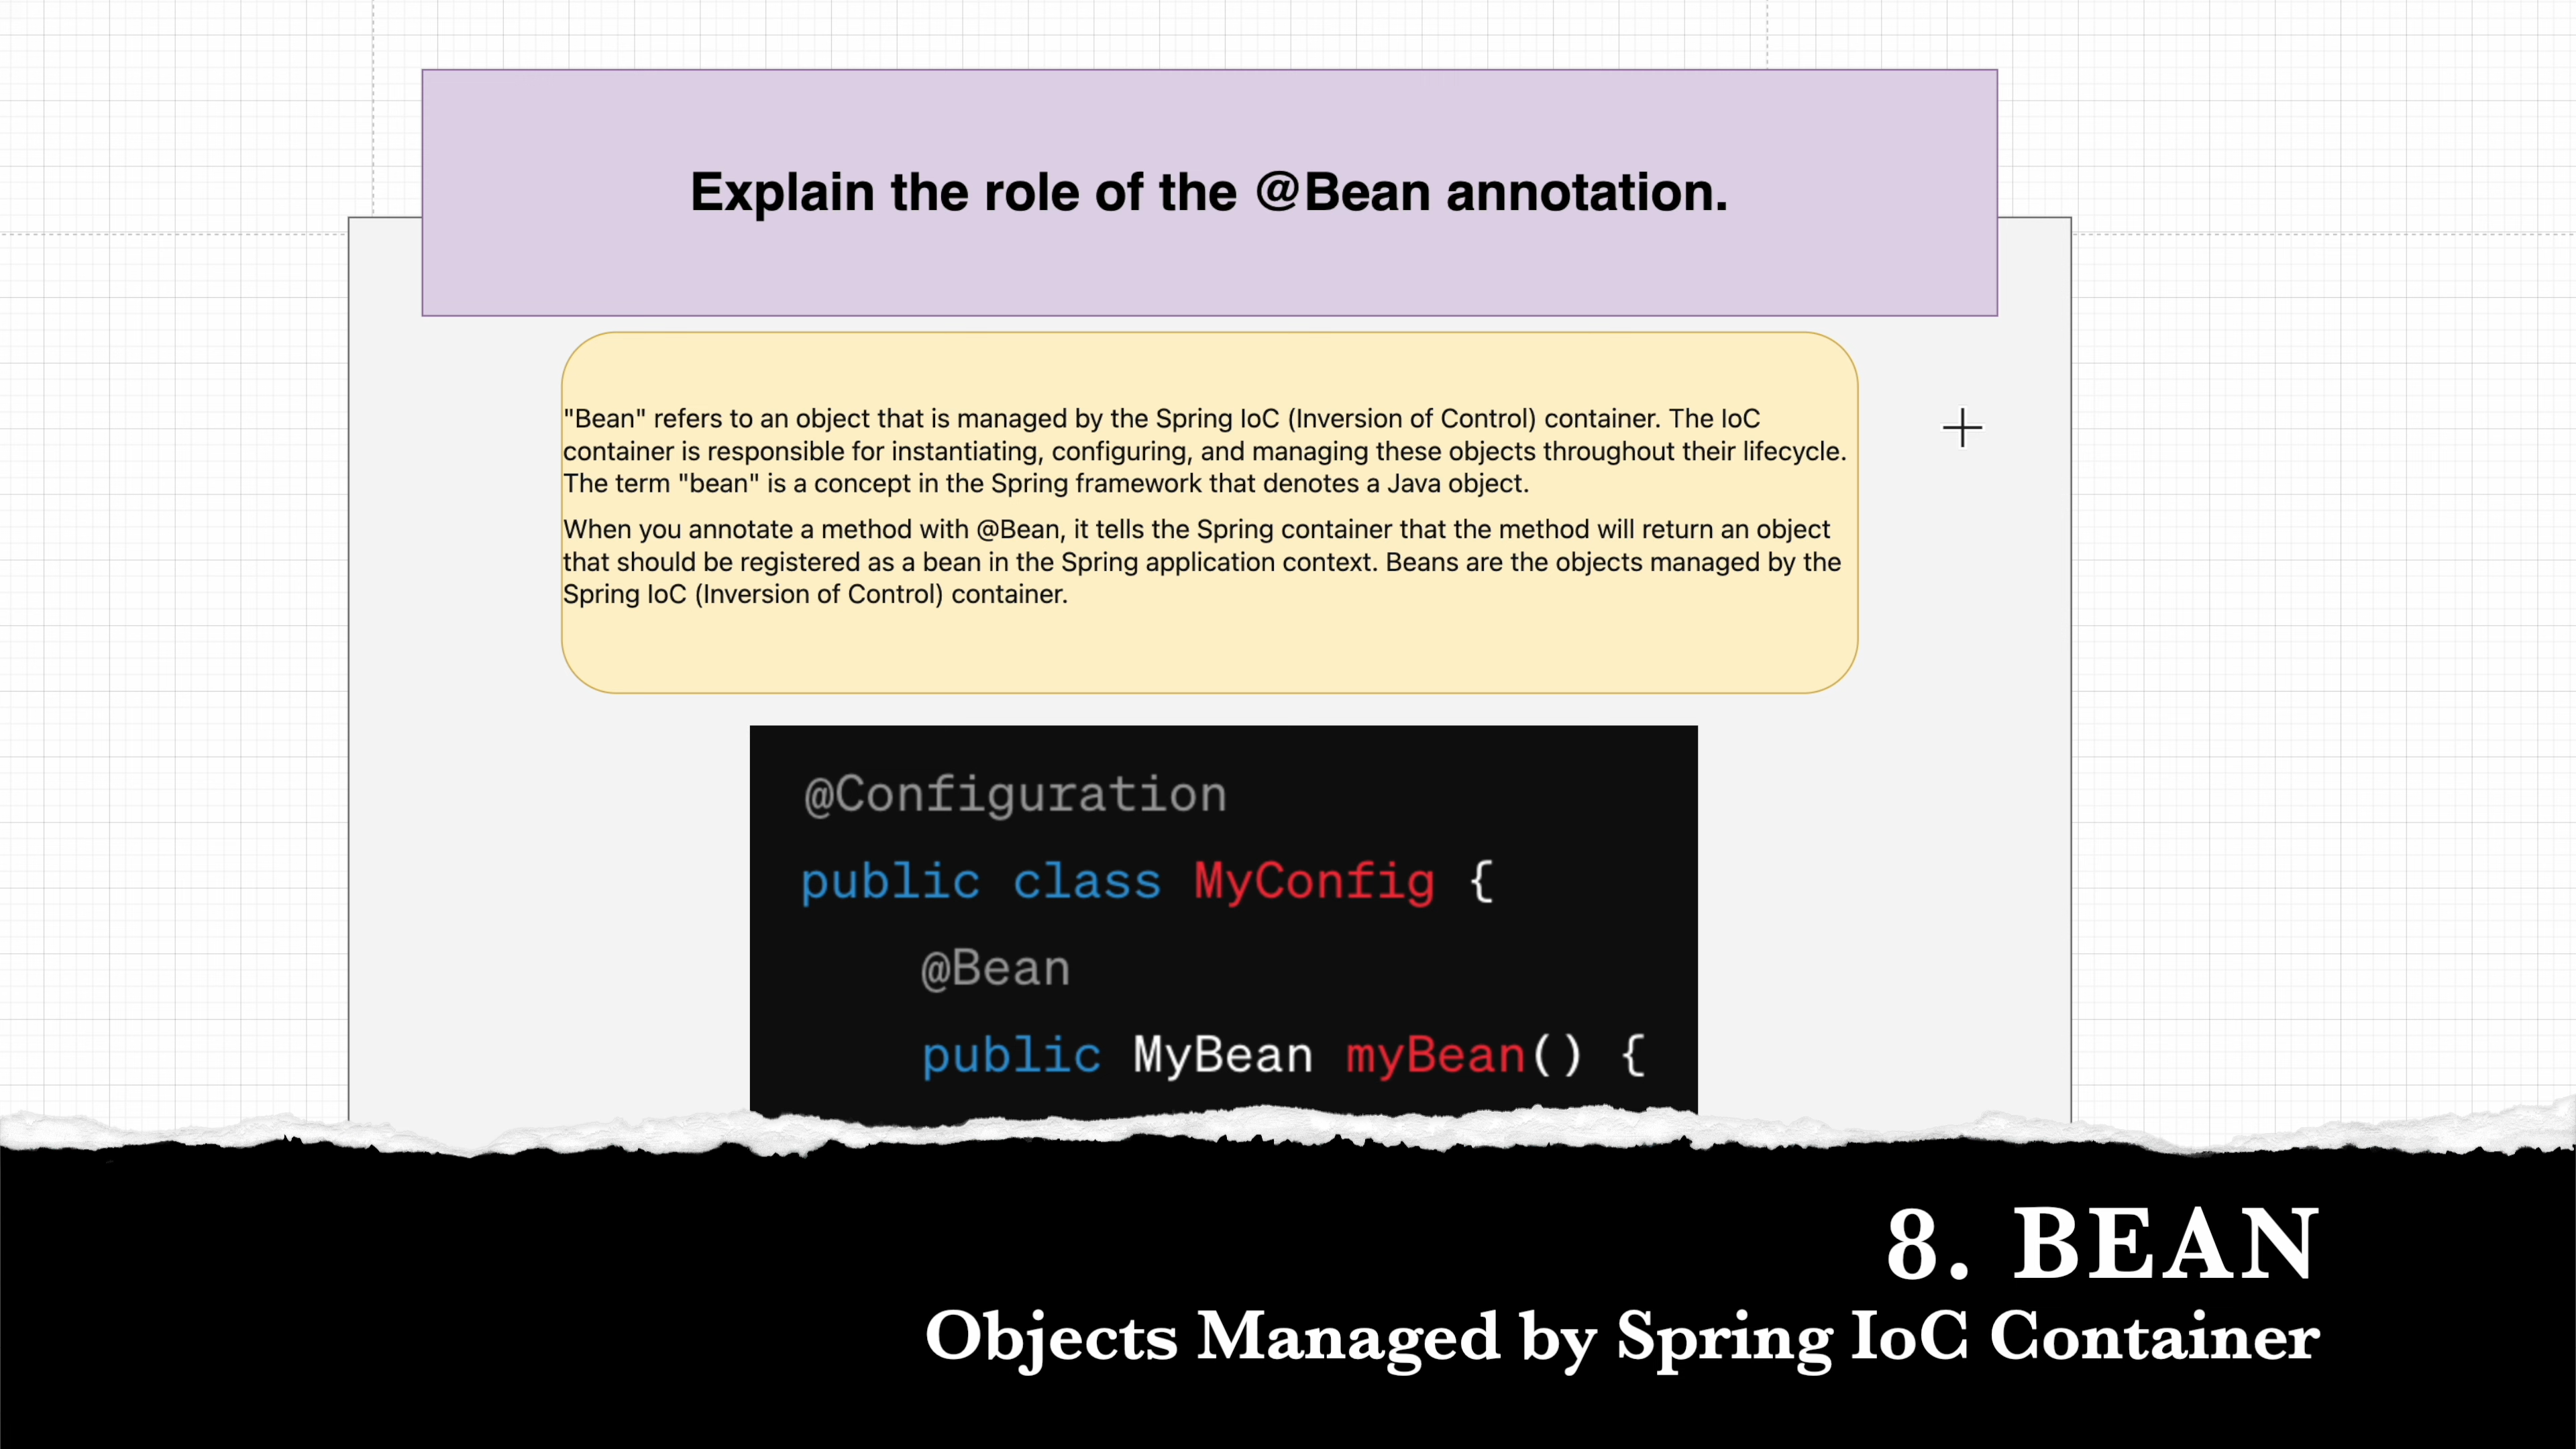 Explain the role of the @Bean annotation.
"Bean" refers to an object that is managed by the Spring IoC (Inversion of Control) container. The IoC
container is responsible for instantiating, configuring, and managing these objects throughout their lifecycle.
The term "bean" is a concept in the Spring framework that denotes a Java object.
When you annotate a method with @Bean, it tells the Spring container that the method will return an object
that should be registered as a bean in the Spring application context. Beans are the objects managed by the
Spring IoC (Inversion of Control) container.
@Configuration
public class MyConfig {
@Bean
public MyBean myBean() {
8. BEAN
Objects Managed by Spring IoC Container